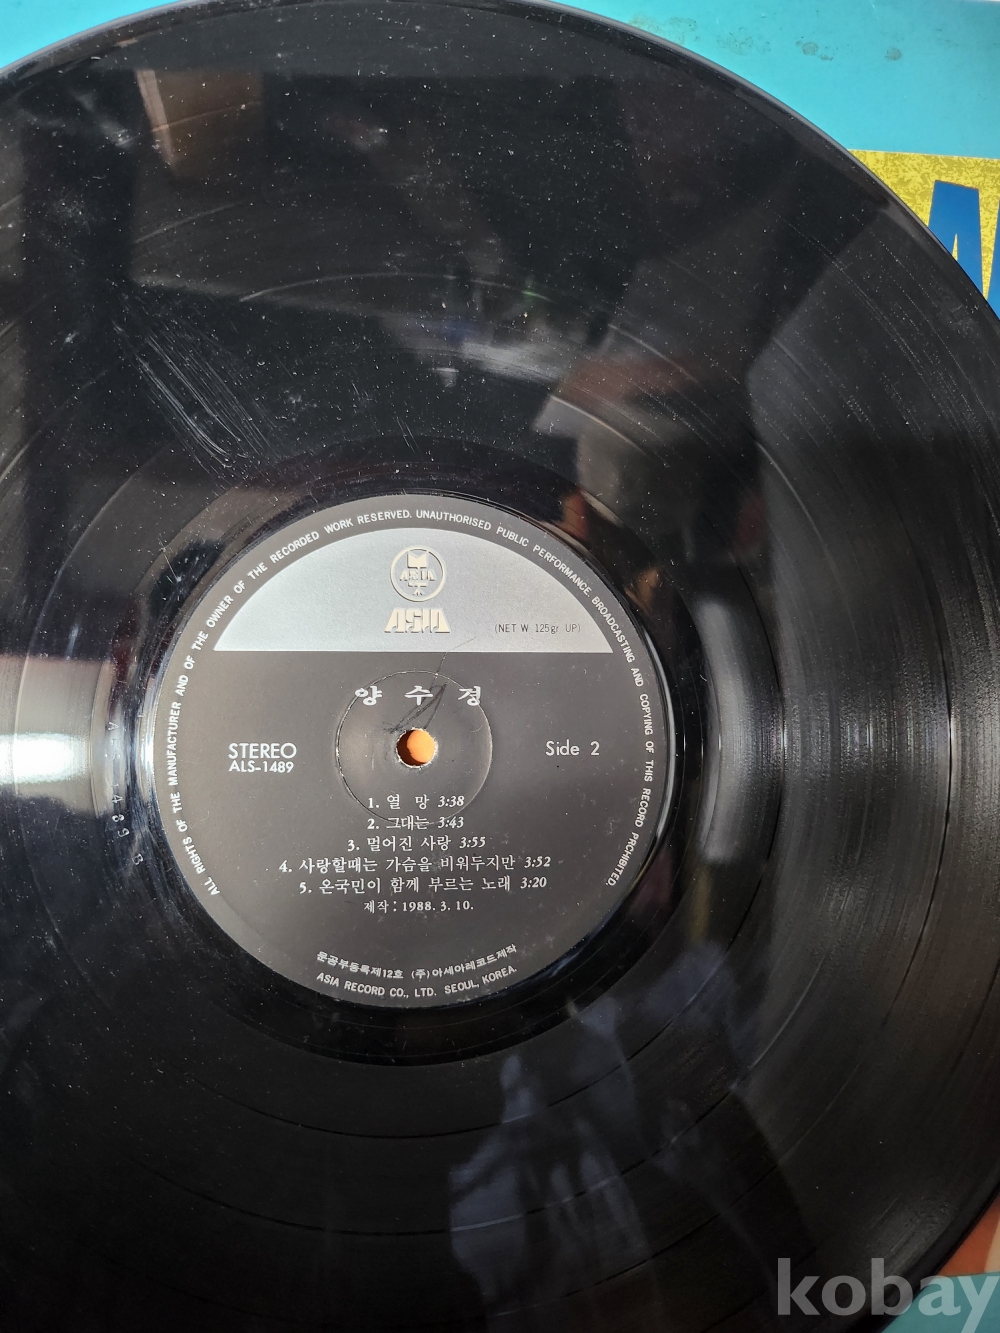 ALL RIGHTS OF THE MANUFACTURER AND OF THE OWNER OF THE RECORDED WORK RESERVED. UNAUTHORISED PUBLIC PERFORMANCE BROADCASTING AND COPYING OF THIS RECORD PROHIBITED.
ASIA
ASIA
(NET W 125gr UP)
양 수 경
STEREO
ALS-1489
Side 2
1. 열 망 3:38
2. 그대는 3:43
3. 멀어진 사랑 3:55
4. 사랑할때는 가슴을 비워두지만 3:52
5. 온국민이 함께 부르는 노래 3:20
제작: 1988. 3. 10.
문공부등록제12호 (주)아세아레코드제작
ASIA RECORD CO., LTD. SEOUL, KOREA.
kobay